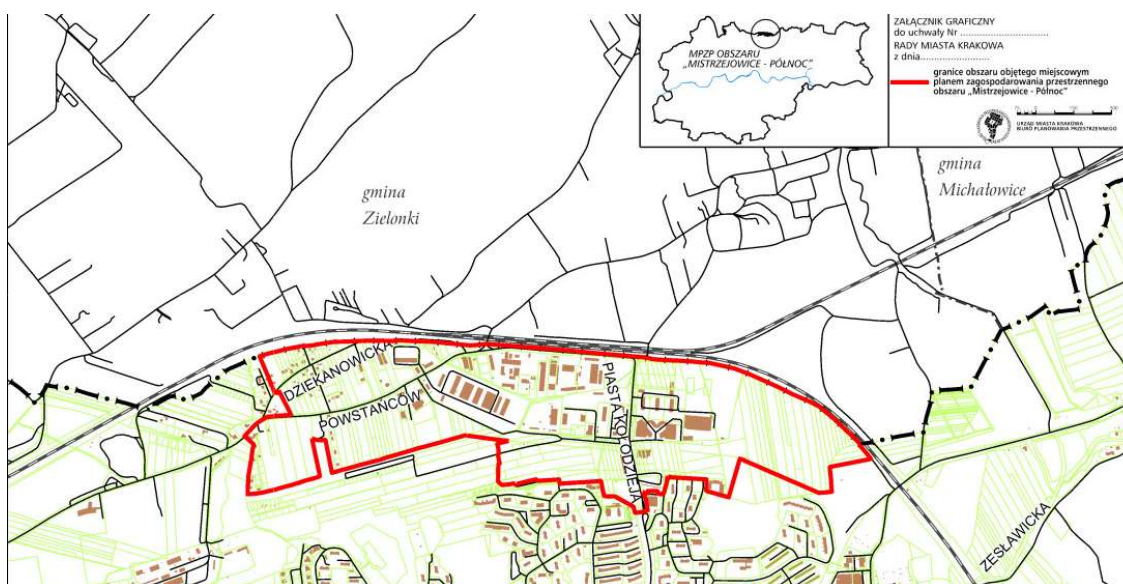 MPZP OBSZARU
„MISTRZEJOWICE - PÓŁNOC”
ZAŁĄCZNIK GRAFICZNY
do uchwały Nr ................................
RADY MIASTA KRAKOWA
z dnia.........................
granice obszaru objętego miejscowym
planem zagospodarowania przestrzennego
obszaru „Mistrzejowice - Północ”
URZĄD MIASTA KRAKOWA
BIURO PLANOWANIA PRZESTRZENNEGO
gmina
Zielonki
gmina
Michałowice
DZIEKANOWICKA
POWSTAŃCÓW
PIASTA KOŁODZIEJA
ZESŁAWICKA